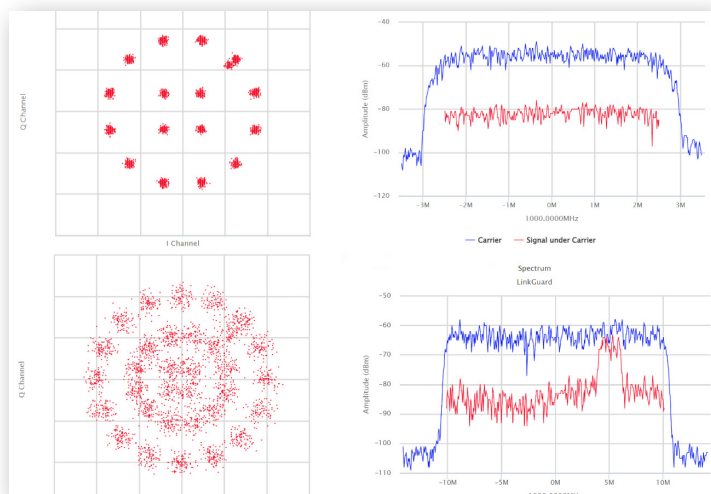 Q Channel
I Channel
Amplitude (dBm)
-40
-60
-80
-100
-120
-3M
-2M
-1M
0M
1M
2M
3M
1000.0000MHz
Carrier
Signal under Carrier
Q Channel
Spectrum
LinkGuard
Amplitude (dBm)
-50
-60
-70
-80
-90
-100
-110
-10M
-5M
0M
5M
10M